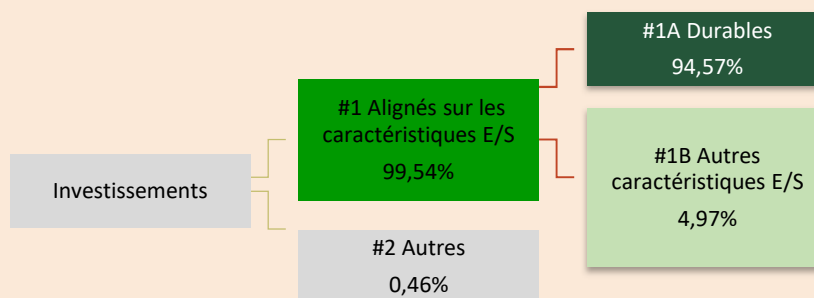 Investissements
#1 Alignés sur les
caractéristiques E/S
99,54%
#2 Autres
0,46%
#1A Durables
94,57%
#1B Autres
caractéristiques E/S
4,97%